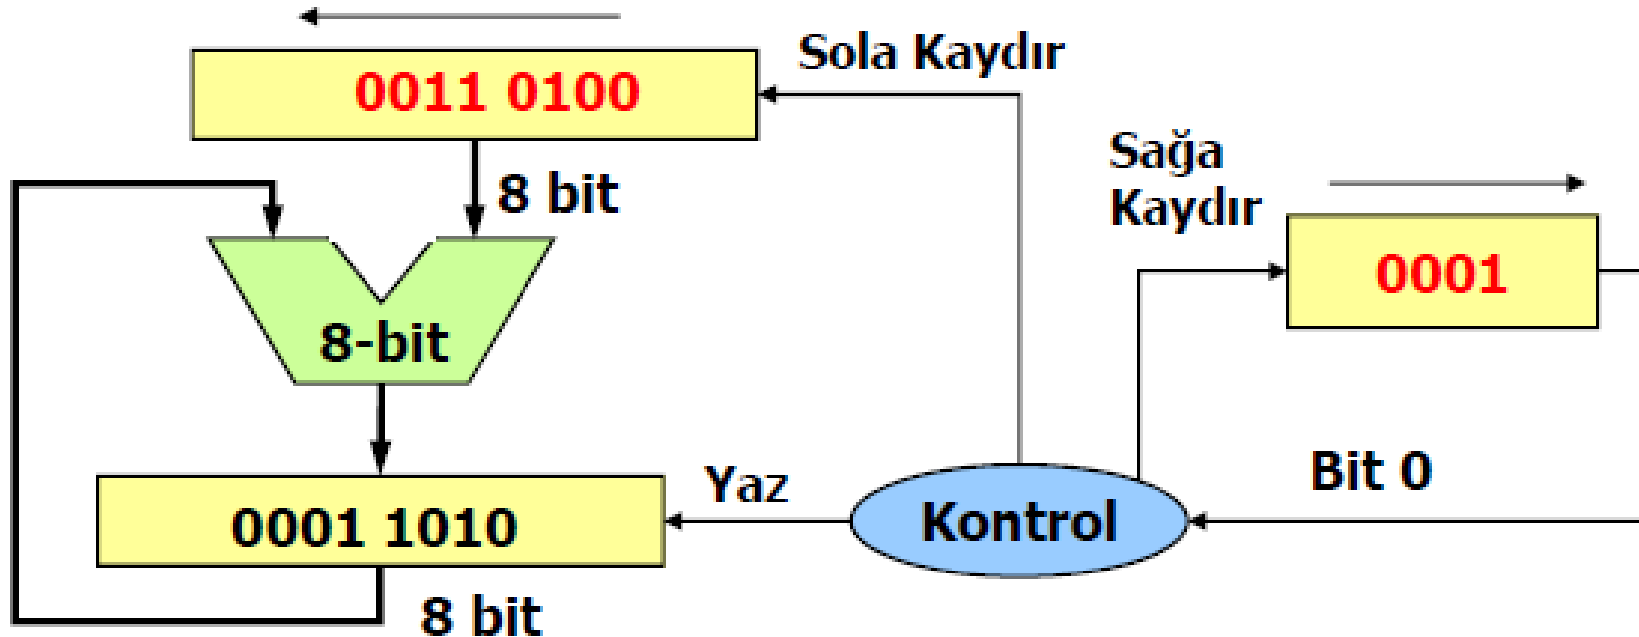 Sola Kaydır
0011 0100
8 bit
Sağa
Kaydır
0001
8-bit
Bit 0
Yaz
Kontrol
0001 1010
8 bit